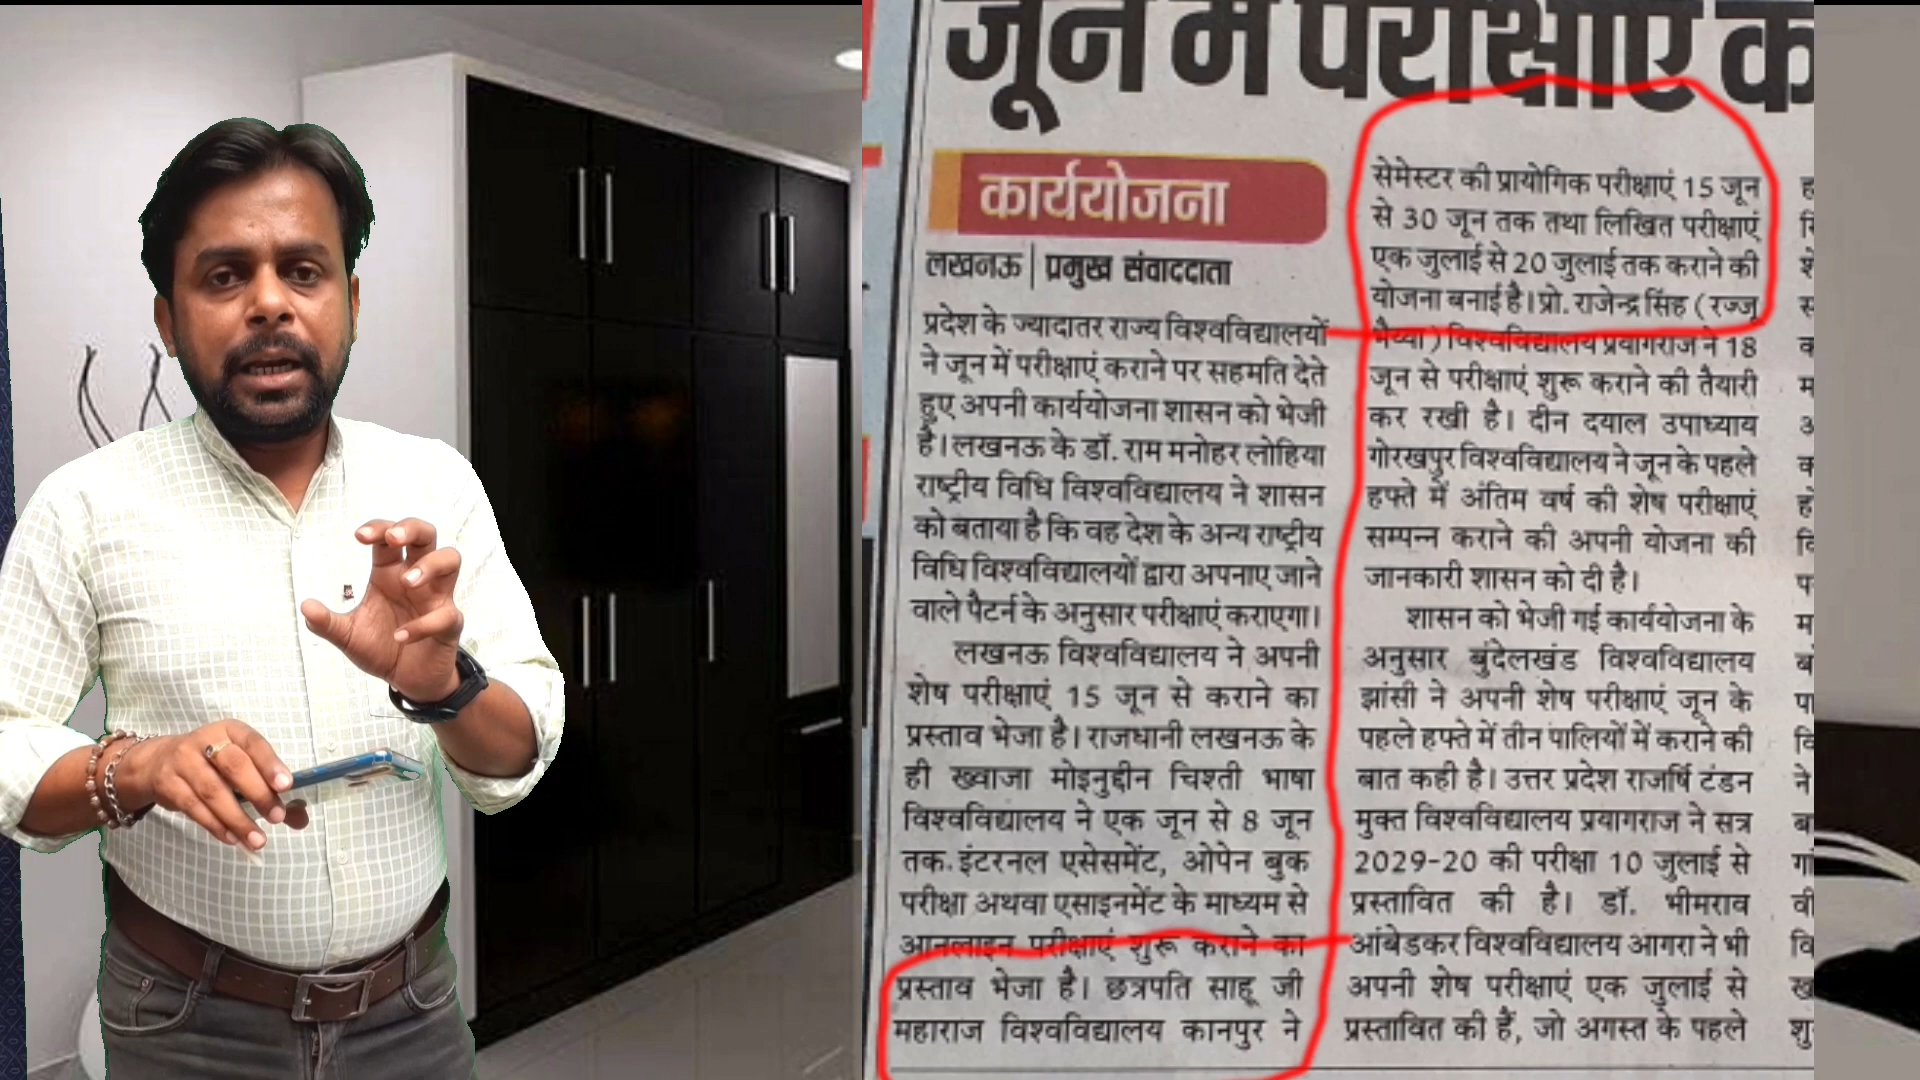 जून में परीक्षाएं क
कार्ययोजना
लखनऊ | प्रमुख संवाददाता
प्रदेश के ज्यादातर राज्य विश्वविद्यालयों
ने जून में परीक्षाएं कराने पर सहमति देते
हुए अपनी कार्ययोजना शासन को भेजी
है। लखनऊ के डॉ. राम मनोहर लोहिया
राष्ट्रीय विधि विश्वविद्यालय ने शासन
को बताया है कि वह देश के अन्य राष्ट्रीय
विधि विश्वविद्यालयों द्वारा अपनाए जाने
वाले पैटर्न के अनुसार परीक्षाएं कराएगा।
लखनऊ विश्वविद्यालय ने अपनी
शेष परीक्षाएं 15 जून से कराने का
प्रस्ताव भेजा है। राजधानी लखनऊ के
ही ख्वाजा मोइनुद्दीन चिश्ती भाषा
विश्वविद्यालय ने एक जून से 8 जून
तक इंटरनल एसेसमेंट, ओपेन बुक
परीक्षा अथवा एसाइनमेंट के माध्यम से
आनलाइन परीक्षाएं शुरू कराने का
प्रस्ताव भेजा है। छत्रपति साहू जी
महाराज विश्वविद्यालय कानपुर ने
सेमेस्टर की प्रायोगिक परीक्षाएं 15 जून
से 30 जून तक तथा लिखित परीक्षाएं
एक जुलाई से 20 जुलाई तक कराने की
योजना बनाई है। प्रो. राजेन्द्र सिंह (रज्जू
भैय्या) विश्वविद्यालय प्रयागराज ने 18
जून से परीक्षाएं शुरू कराने की तैयारी
कर रखी है। दीन दयाल उपाध्याय
गोरखपुर विश्वविद्यालय ने जून के पहले
हफ्ते में अंतिम वर्ष की शेष परीक्षाएं
सम्पन्न कराने की अपनी योजना की
जानकारी शासन को दी है।
शासन को भेजी गई कार्ययोजना के
अनुसार बुंदेलखंड विश्वविद्यालय
झांसी ने अपनी शेष परीक्षाएं जून के
पहले हफ्ते में तीन पालियों में कराने की
बात कही है। उत्तर प्रदेश राजर्षि टंडन
मुक्त विश्वविद्यालय प्रयागराज ने सत्र
2029-20 की परीक्षा 10 जुलाई से
प्रस्तावित की है। डॉ. भीमराव
आंबेडकर विश्वविद्यालय आगरा ने भी
अपनी शेष परीक्षाएं एक जुलाई से
प्रस्तावित की हैं, जो अगस्त के पहले